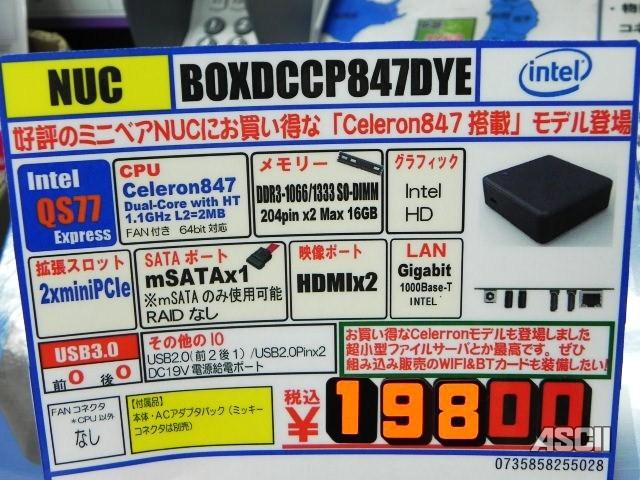 NUC
BOXDCCP847DYE
intel
好評のミニベアNUCにお買い得な「Celeron847 搭載」モデル登場
Intel
QS77
Express
CPU
Celeron847
Dual-Core with HT
1.1GHz L2=2MB
FAN付き 64bit 対応
メモリー
DDR3-1066/1333 SO-DIMM
204pin x2 Max 16GB
グラフィック
Intel
HD
拡張スロット
2xminiPCIe
SATA ポート
mSATAx1
※mSATA のみ使用可能
RAID なし
映像ポート
HDMIx2
LAN
Gigabit
1000Base-T
INTEL
USB3.0
前0 後0
その他の IO
USB2.0(前2後1) /USB2.0Pinx2
DC19V 電源給電ポート
お買い得なCelerronモデルも登場しました
超小型ファイルサーバとか最高です。ぜひ
組み込み販売のWIFI&BTカードも装備したい!
FANコネクタ
*CPU 以外
なし
【付属品】
本体・ACアダプタパック (ミッキー
コネクタは別売)
税込
¥19800
ASCII
0735858255028